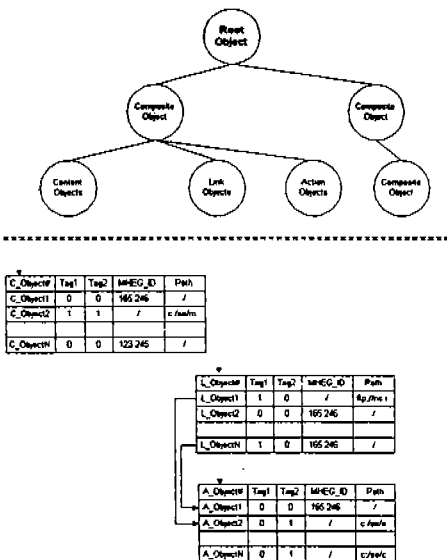 Root
Object
Composite
Object
Composite
Object
Content
Objects
Link
Objects
Action
Objects
Composite
Object
C_Object# Tag1 Tag2 MHEG_ID Path
C_Object1 0 0 165 246 /
C_Object2 1 1 /
C_ObjectN 0 0 123 245 /
L_Object# Tag1 Tag2 MHEG_ID Path
L_Object1 1 0 /
L_Object2 0 0 165 246 /
L_ObjectN 1 0 165 246 /
A_Object# Tag1 Tag2 MHEG_ID Path
A_Object1 0 0 165 246 /
A_Object2 0 1 /
A_ObjectN 0 1 /